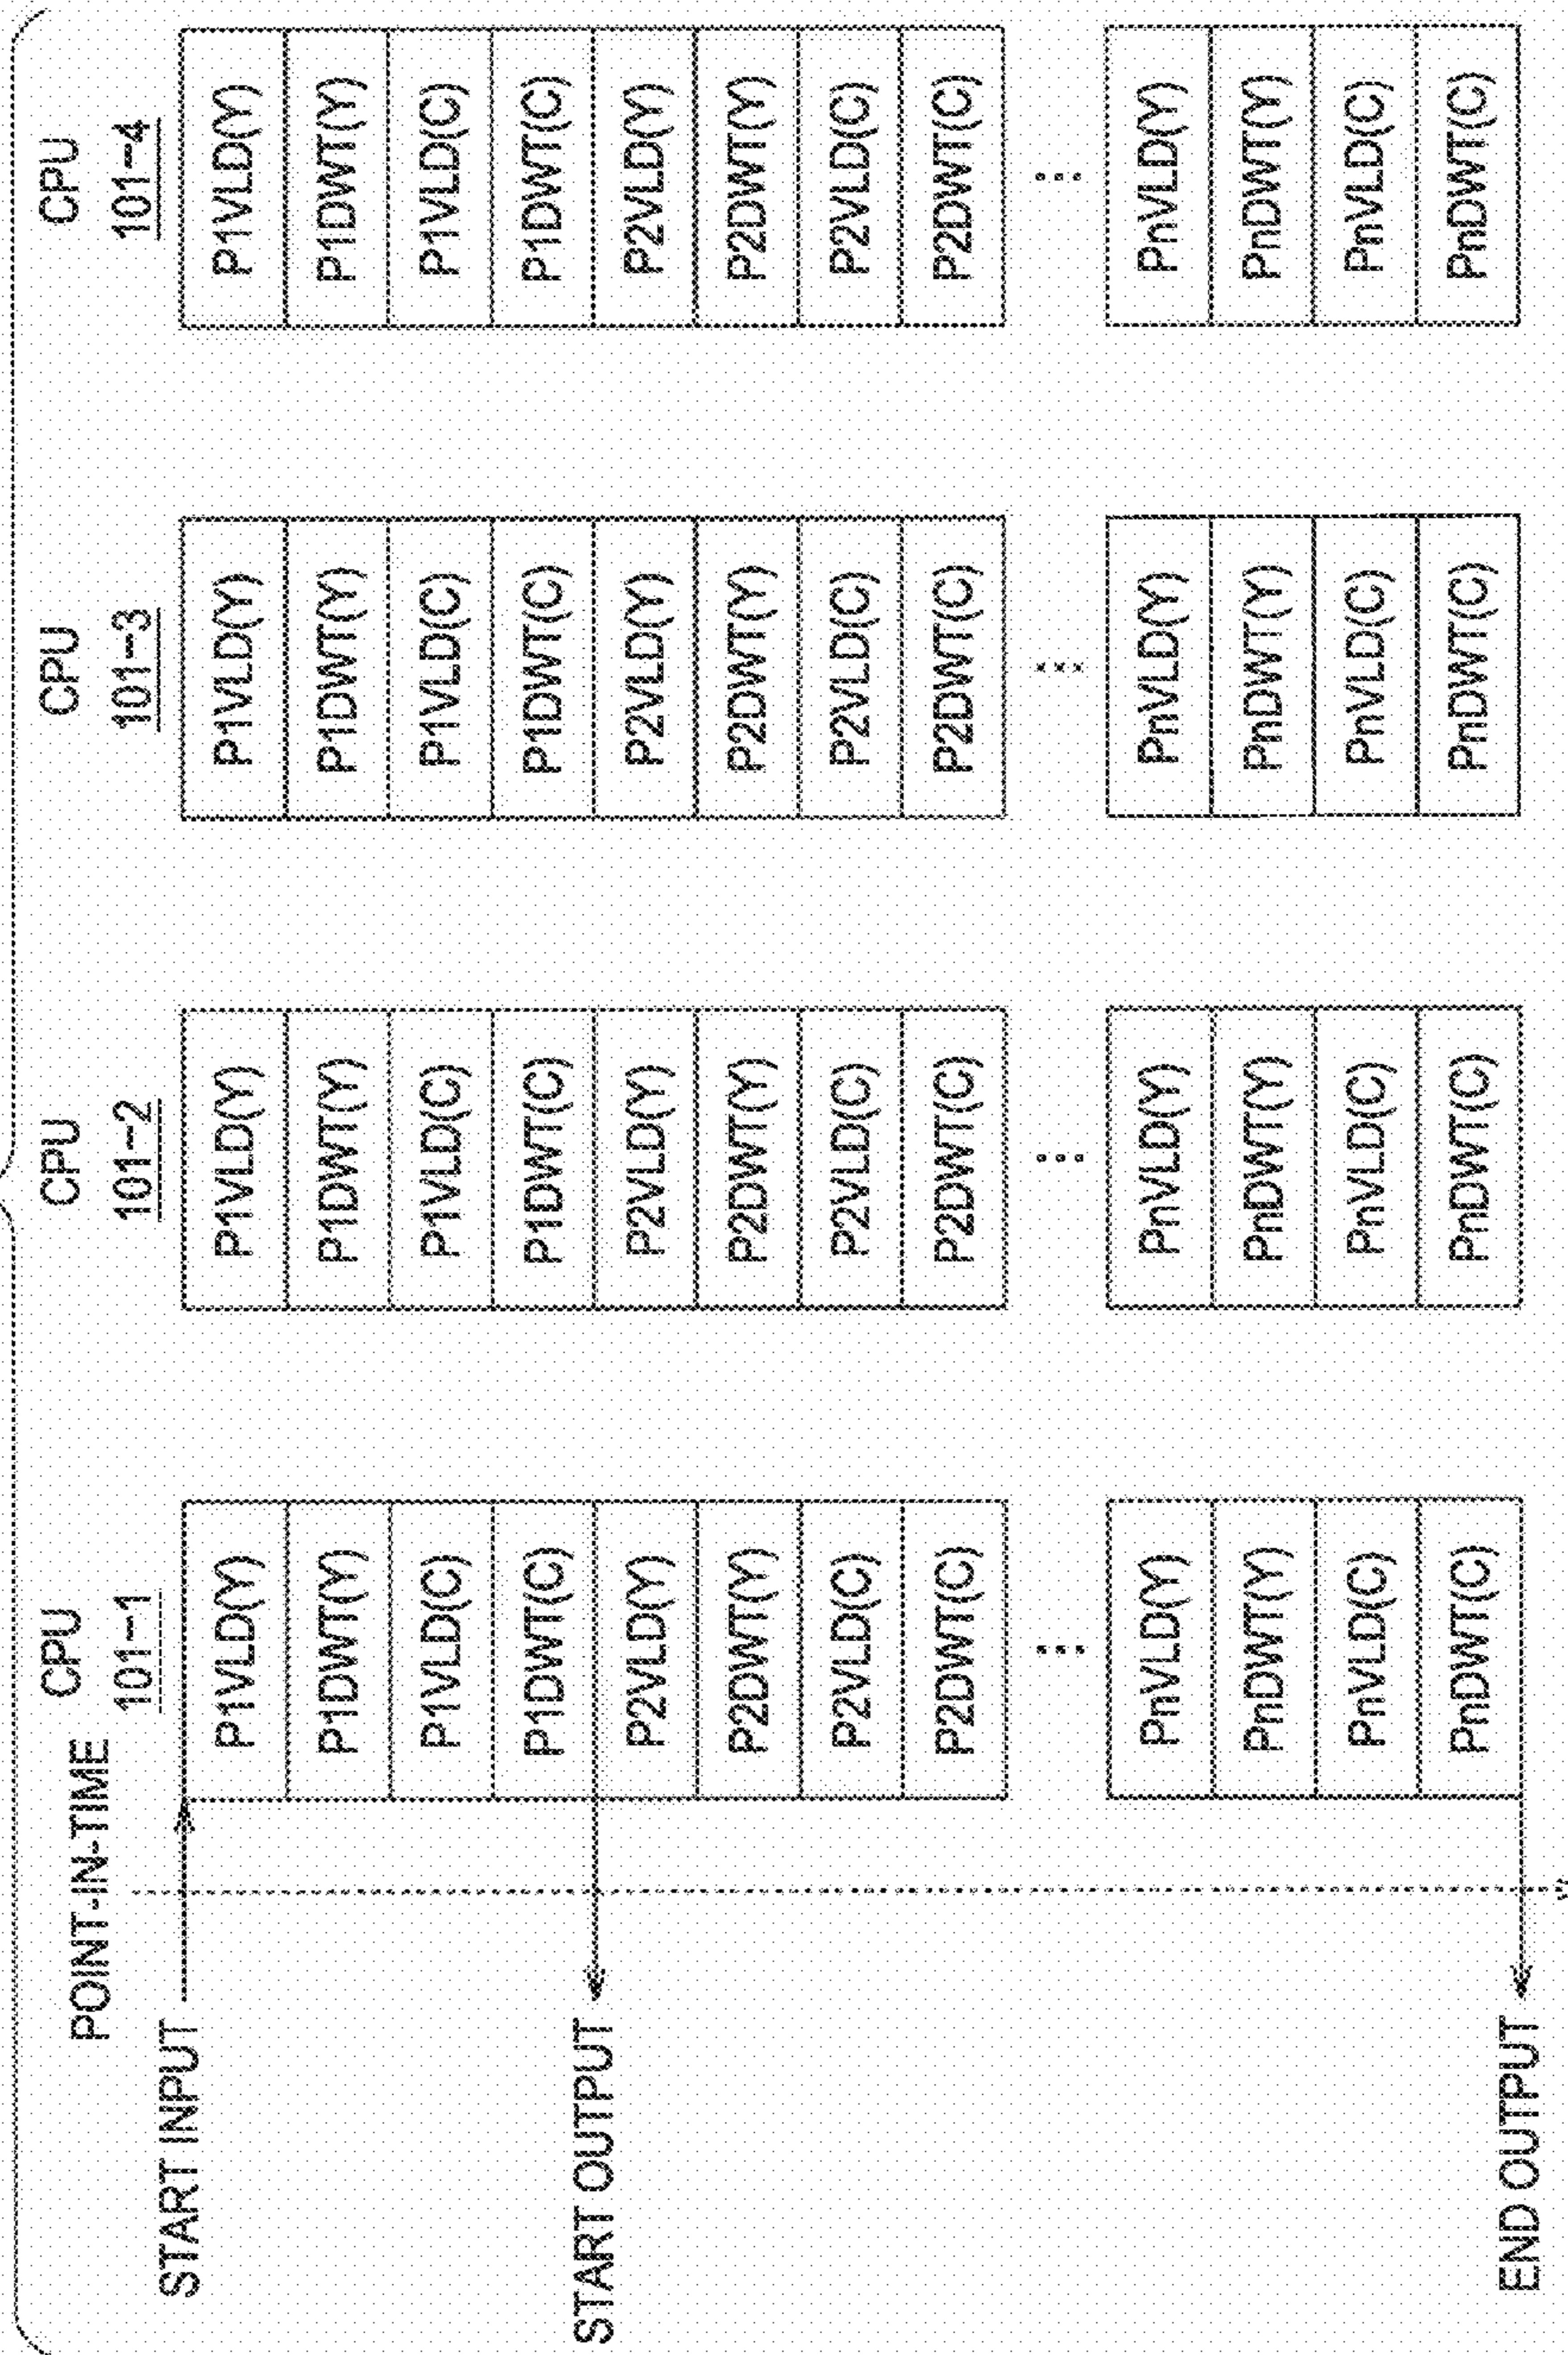 POINT-IN-TIME
CPU 101-1
CPU 101-2
CPU 101-3
CPU 101-4
START INPUT
P1VLD(Y) P1VLD(Y) P1VLD(Y) P1VLD(Y)
P1DWT(Y) P1DWT(Y) P1DWT(Y) P1DWT(Y)
P1VLD(C) P1VLD(C) P1VLD(C) P1VLD(C)
P1DWT(C) P1DWT(C) P1DWT(C) P1DWT(C)
START OUTPUT
P2VLD(Y) P2VLD(Y) P2VLD(Y) P2VLD(Y)
P2DWT(Y) P2DWT(Y) P2DWT(Y) P2DWT(Y)
P2VLD(C) P2VLD(C) P2VLD(C) P2VLD(C)
P2DWT(C) P2DWT(C) P2DWT(C) P2DWT(C)
... ... ... ...
PnVLD(Y) PnVLD(Y) PnVLD(Y) PnVLD(Y)
PnDWT(Y) PnDWT(Y) PnDWT(Y) PnDWT(Y)
PnVLD(C) PnVLD(C) PnVLD(C) PnVLD(C)
PnDWT(C) PnDWT(C) PnDWT(C) PnDWT(C)
END OUTPUT